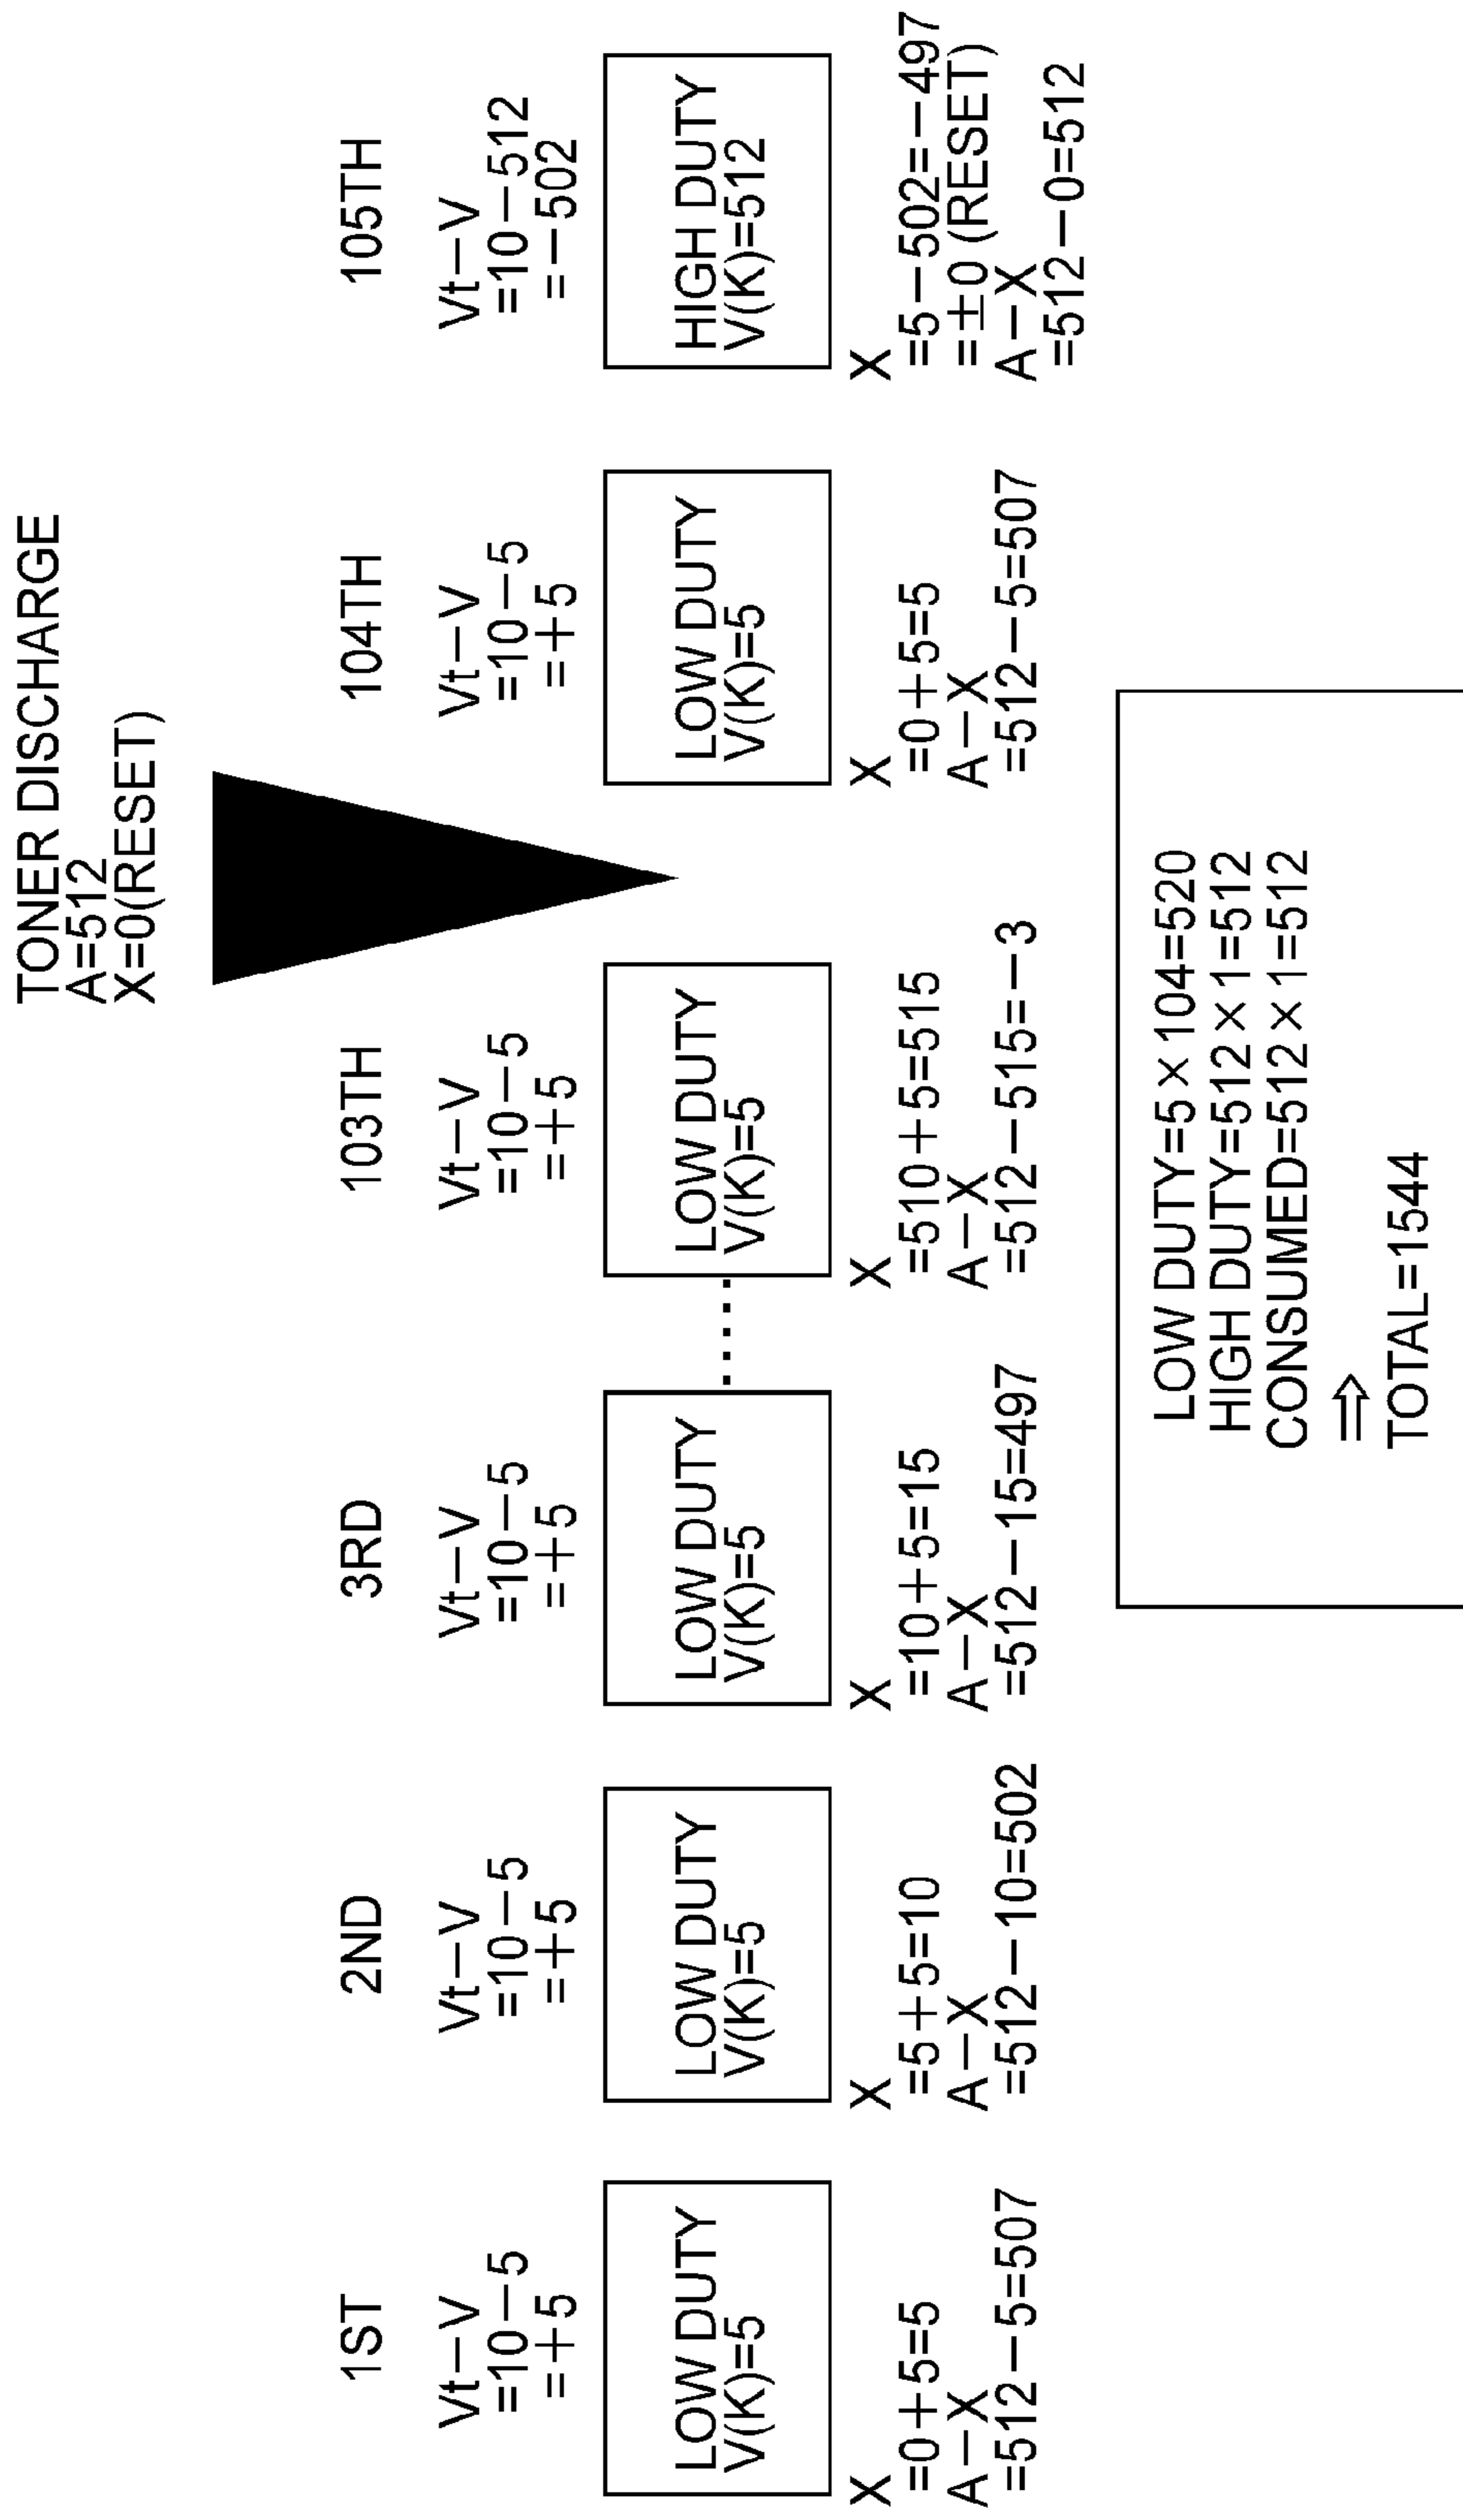 TONER DISCHARGE
A=512
X=0(RESET)
1ST
Vt−V
=10−5
=+5
LOW DUTY
V(K)=5
X
=0+5=5
A−X
=512−5=507
2ND
Vt−V
=10−5
=+5
LOW DUTY
V(K)=5
X
=5+5=10
A−X
=512−10=502
3RD
Vt−V
=10−5
=+5
LOW DUTY
V(K)=5
X
=10+5=15
A−X
=512−15=497
103TH
Vt−V
=10−5
=+5
LOW DUTY
V(K)=5
X
=510+5=515
A−X
=512−515=−3
104TH
Vt−V
=10−5
=+5
LOW DUTY
V(K)=5
X
=0+5=5
A−X
=512−5=507
105TH
Vt−V
=10−512
=−502
HIGH DUTY
V(K)=512
X
=5−502=−497
=±0 (RESET)
A−X
=512−0=512
LOW DUTY=5×104=520
HIGH DUTY=512×1=512
CONSUMED=512×1=512
⇒
TOTAL=1544